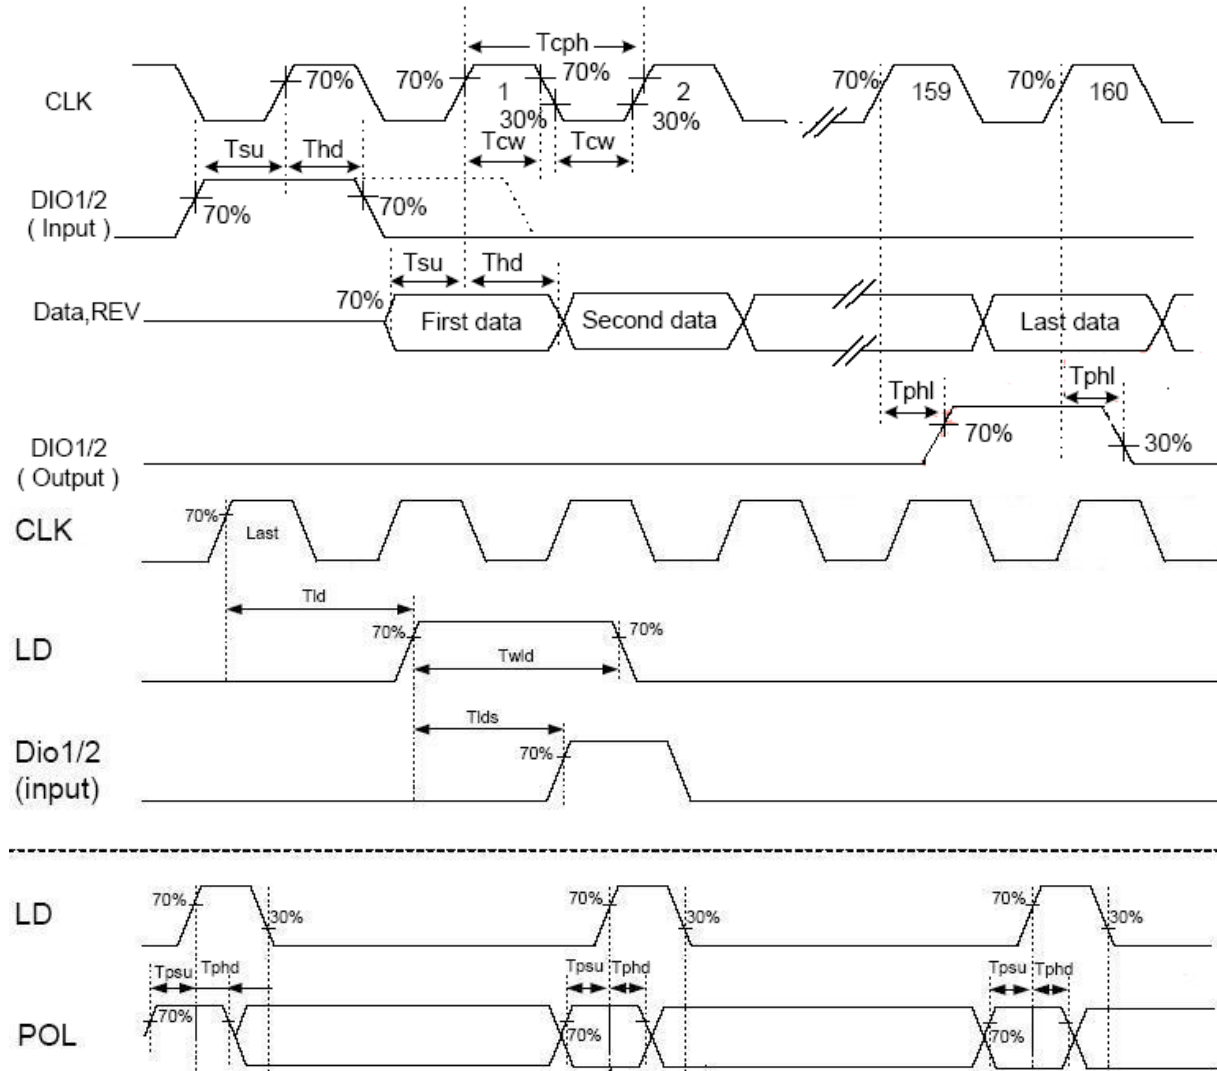 Tcph
70% 70% 70% 70% 70%
CLK 1 2 159 160
30% 30%
Tsu Thd Tcw Tcw
DIO1/2
( Input )
70% 70%
Tsu Thd
70%
Data,REV First data Second data Last data
Tphl Tphl
DIO1/2
( Output )
70% 30%
CLK 70% Last
Tld
LD 70% 70%
Twld
Tlds
Dio1/2
(input)
70%
LD 70% 30% 70% 30% 70% 30%
Tpsu Tphd Tpsu Tphd Tpsu Tphd
POL 70% 70% 70%